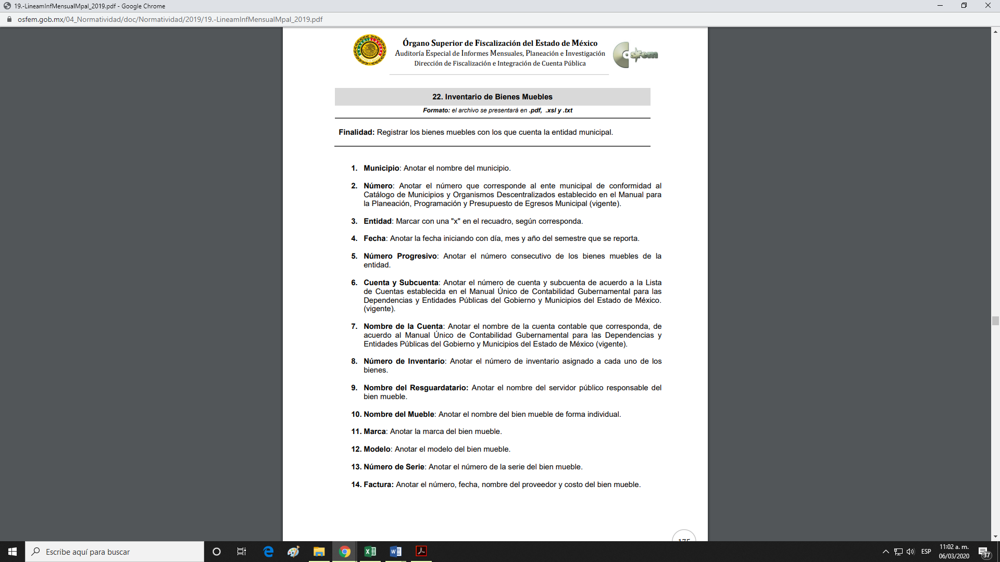 19.-LineamInfMensualMpal_2019.pdf - Google Chrome
osfem.gob.mx/04_Normatividad/doc/Normatividad/2019/19.-LineamInfMensualMpal_2019.pdf
Órgano Superior de Fiscalización del Estado de México
Auditoría Especial de Informes Mensuales, Planeación e Investigación
Dirección de Fiscalización e Integración de Cuenta Pública
osfem
22. Inventario de Bienes Muebles
Formato: el archivo se presentará en .pdf, .xsl y .txt
Finalidad: Registrar los bienes muebles con los que cuenta la entidad municipal.
1. Municipio: Anotar el nombre del municipio.
2. Número: Anotar el número que corresponde al ente municipal de conformidad al
Catálogo de Municipios y Organismos Descentralizados establecido en el Manual para
la Planeación, Programación y Presupuesto de Egresos Municipal (vigente).
3. Entidad: Marcar con una "x" en el recuadro, según corresponda.
4. Fecha: Anotar la fecha iniciando con día, mes y año del semestre que se reporta.
5. Número Progresivo: Anotar el número consecutivo de los bienes muebles de la
entidad.
6. Cuenta y Subcuenta: Anotar el número de cuenta y subcuenta de acuerdo a la Lista
de Cuentas establecida en el Manual Único de Contabilidad Gubernamental para las
Dependencias y Entidades Públicas del Gobierno y Municipios del Estado de México.
(vigente).
7. Nombre de la Cuenta: Anotar el nombre de la cuenta contable que corresponda, de
acuerdo al Manual Único de Contabilidad Gubernamental para las Dependencias y
Entidades Públicas del Gobierno y Municipios del Estado de México (vigente).
8. Número de Inventario: Anotar el número de inventario asignado a cada uno de los
bienes.
9. Nombre del Resguardatario: Anotar el nombre del servidor público responsable del
bien mueble.
10. Nombre del Mueble: Anotar el nombre del bien mueble de forma individual.
11. Marca: Anotar la marca del bien mueble.
12. Modelo: Anotar el modelo del bien mueble.
13. Número de Serie: Anotar el número de la serie del bien mueble.
14. Factura: Anotar el número, fecha, nombre del proveedor y costo del bien mueble.
175
Escribe aquí para buscar
ESP
11:02 a. m.
06/03/2020
37